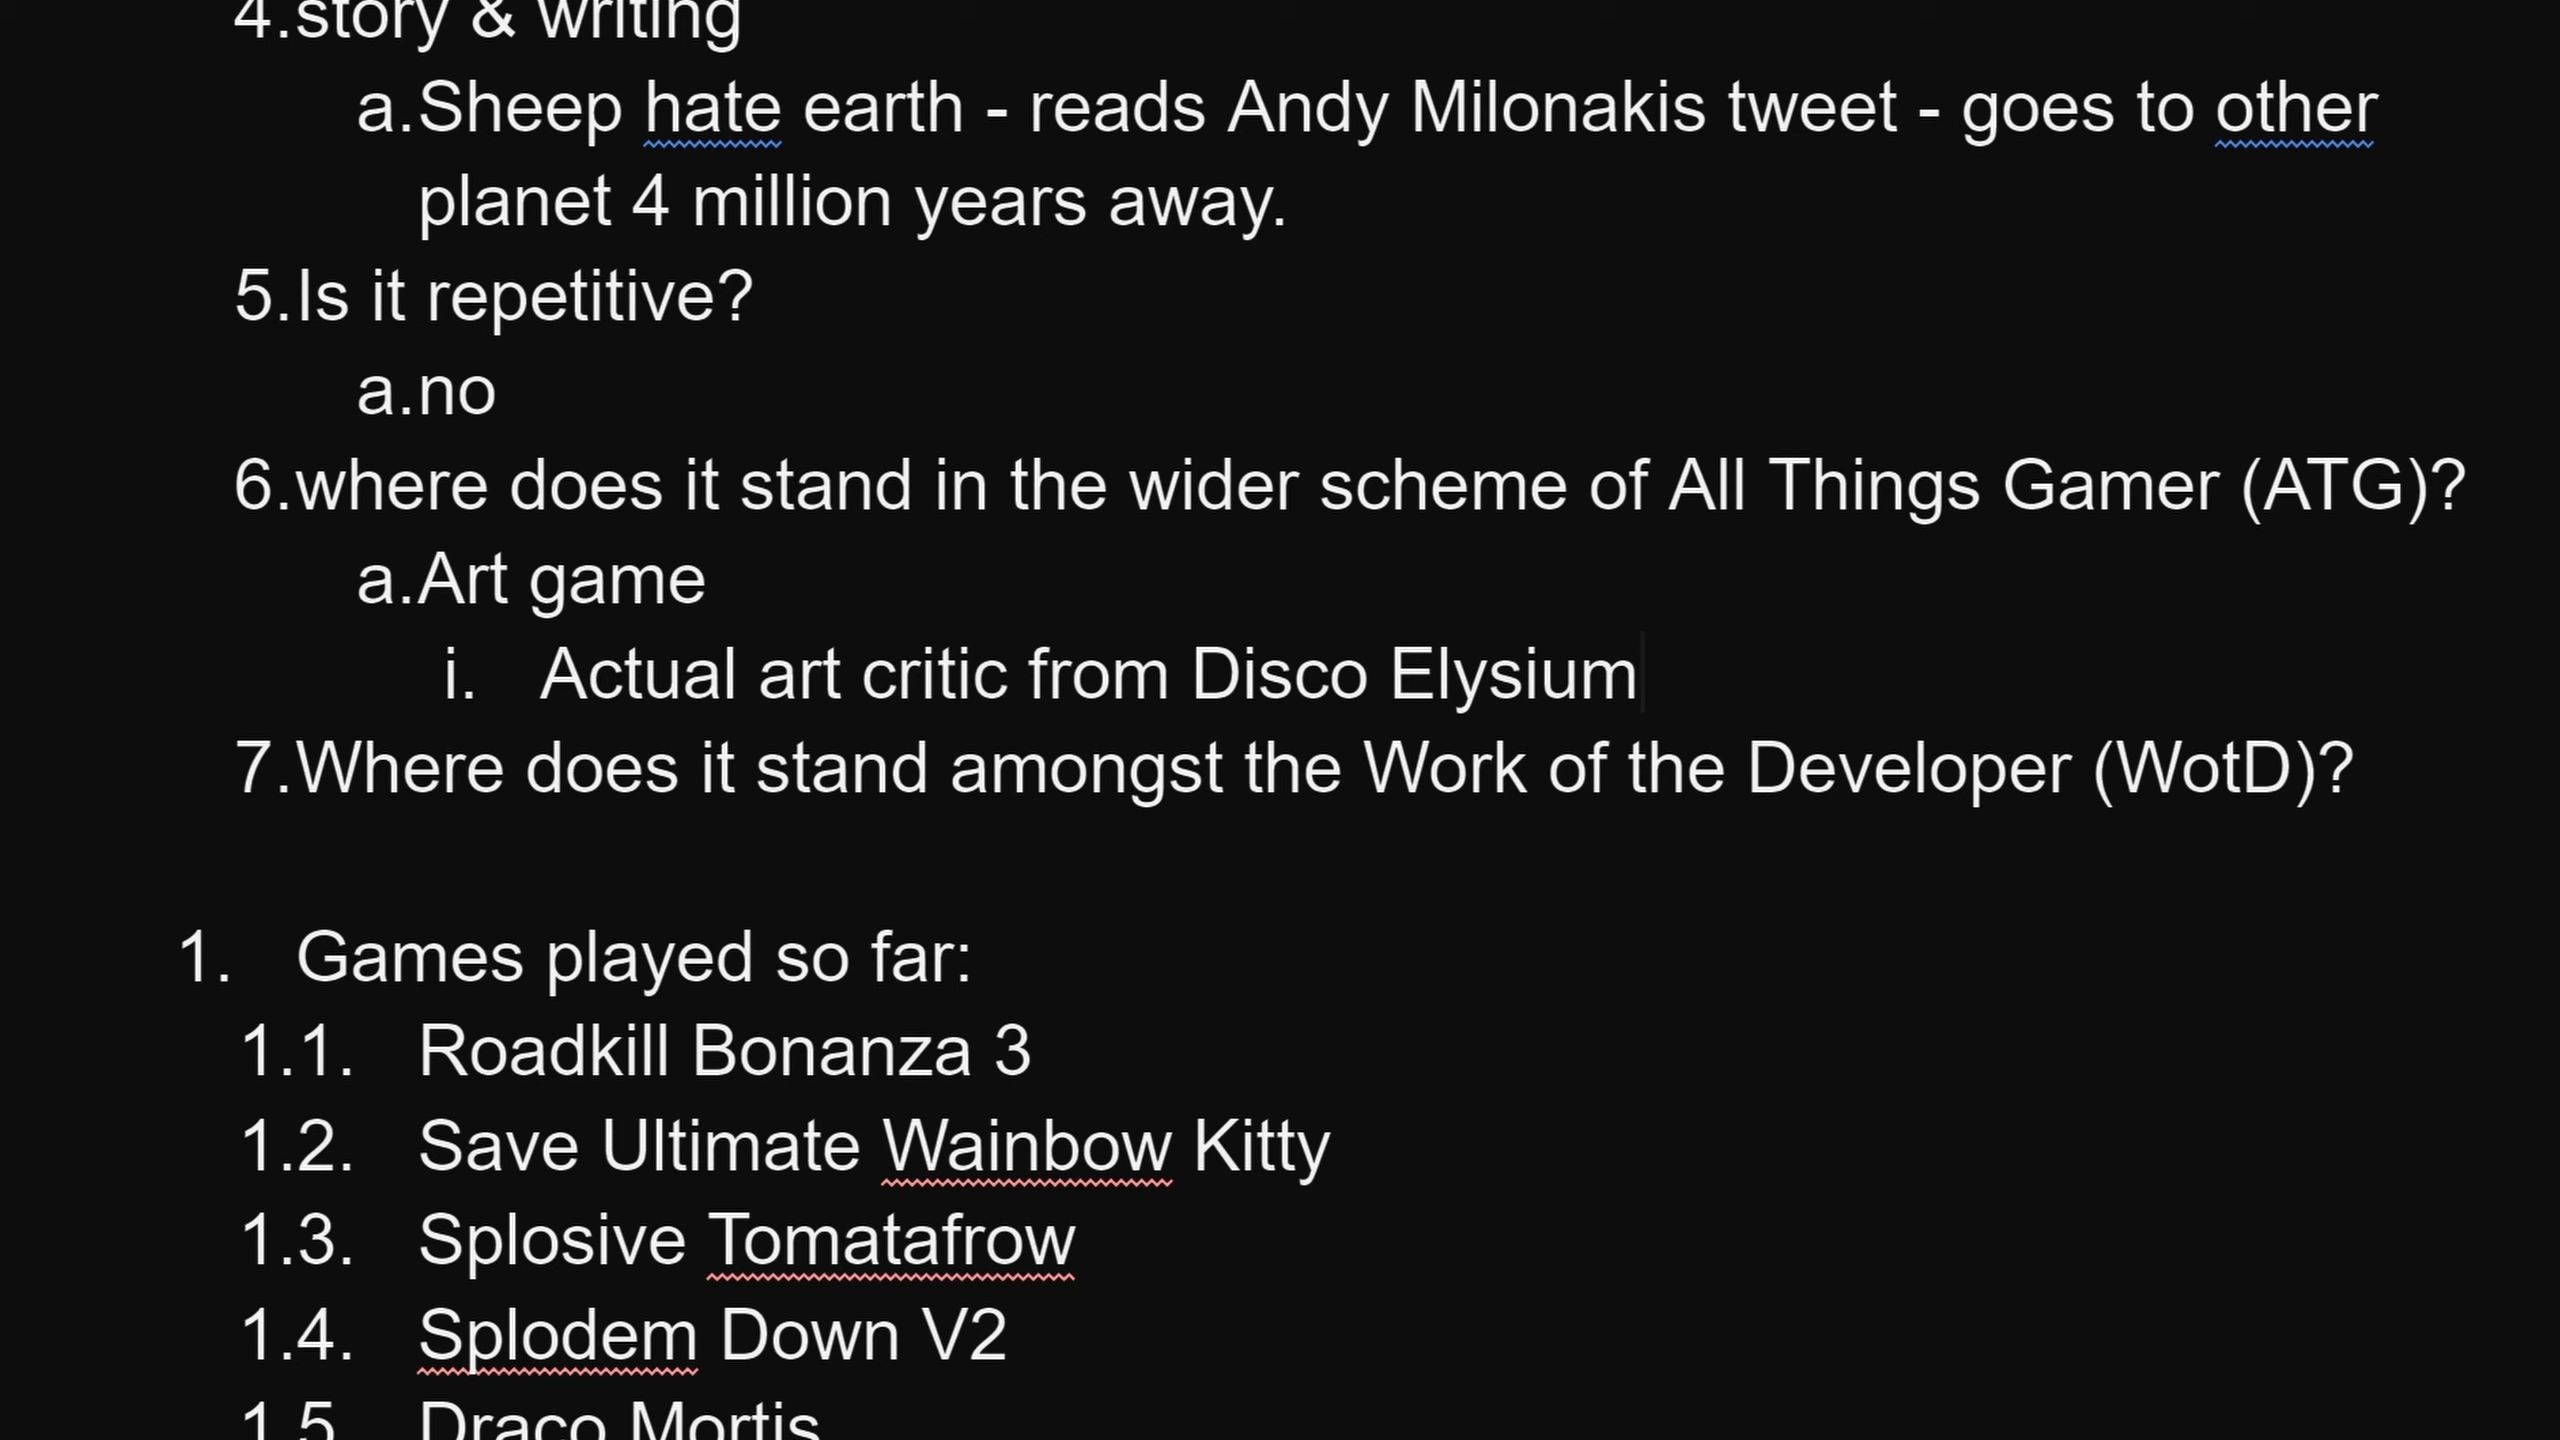 4.story & writing
a.Sheep hate earth - reads Andy Milonakis tweet - goes to other
planet 4 million years away.
5.Is it repetitive?
a.no
6.where does it stand in the wider scheme of All Things Gamer (ATG)?
a.Art game
i. Actual art critic from Disco Elysium
7.Where does it stand amongst the Work of the Developer (WotD)?
1. Games played so far:
1.1. Roadkill Bonanza 3
1.2. Save Ultimate Wainbow Kitty
1.3. Splosive Tomatafrow
1.4. Splodem Down V2
1.5. Draco Mortis